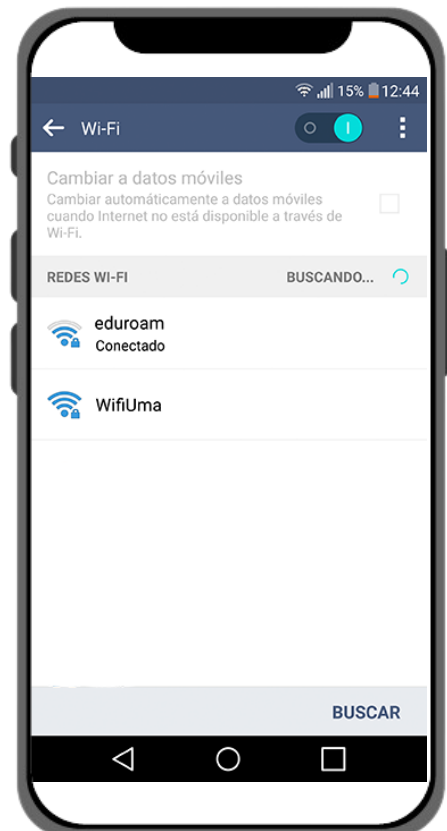 15% 12:44
Wi-Fi
Cambiar a datos móviles
Cambiar automáticamente a datos móviles
cuando Internet no está disponible a través de
Wi-Fi.
REDES WI-FI BUSCANDO...
eduroam
Conectado
WifiUma
BUSCAR